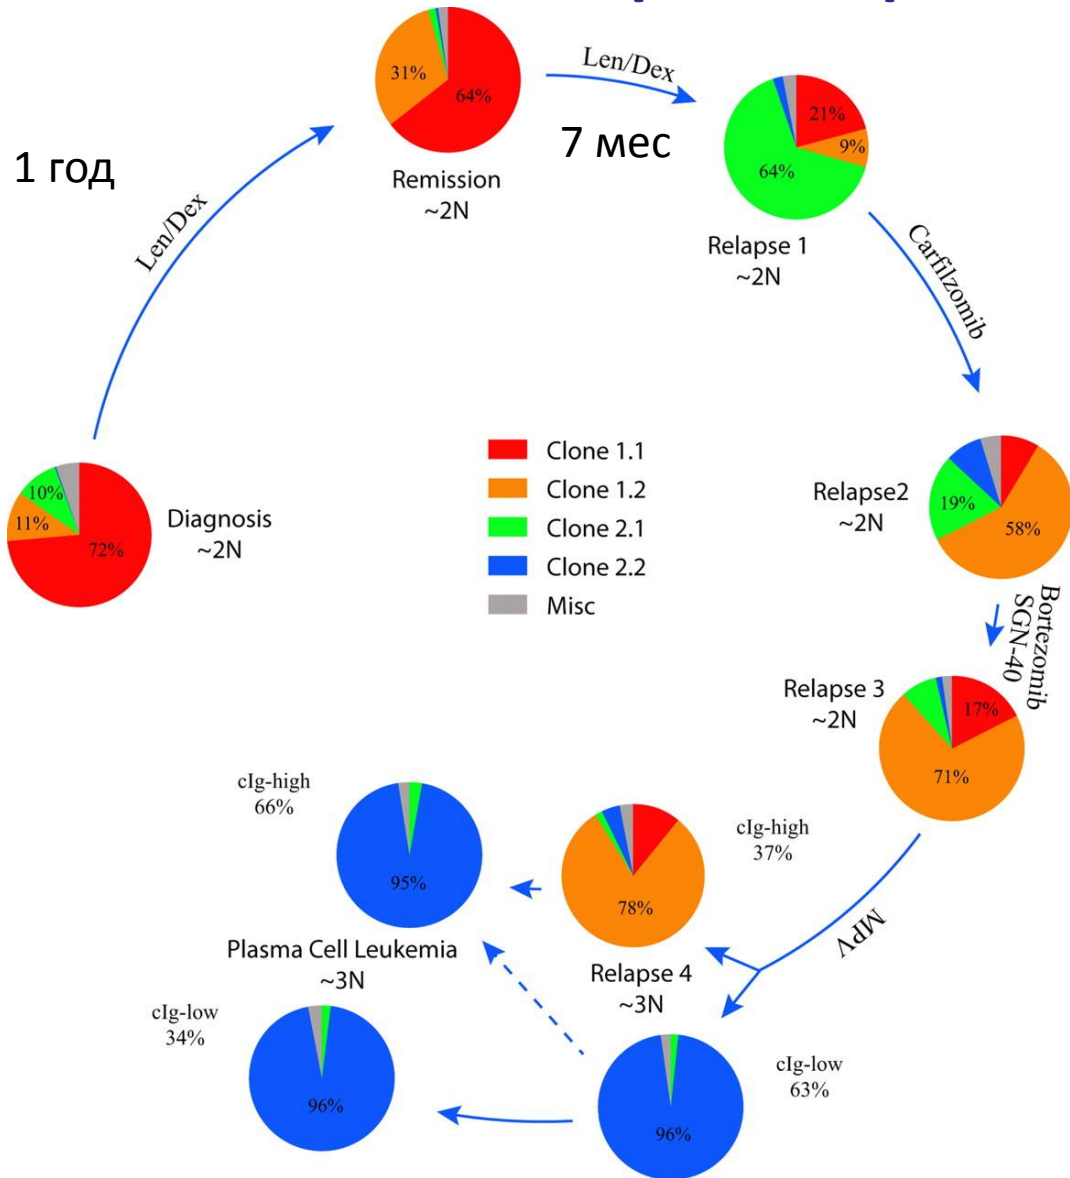 31%
64%
Remission
~2N
Len/Dex
7 мес
21%
9%
64%
Relapse 1
~2N
1 год
Len/Dex
Carfilzomib
10%
11%
72%
Diagnosis
~2N
Clone 1.1
Clone 1.2
Clone 2.1
Clone 2.2
Misc
Relapse2
~2N
19%
58%
Bortezomib
SGN-40
Relapse 3
~2N
17%
71%
MPV
cIg-high
66%
95%
Plasma Cell Leukemia
~3N
cIg-high
37%
78%
Relapse 4
~3N
cIg-low
34%
96%
cIg-low
63%
96%